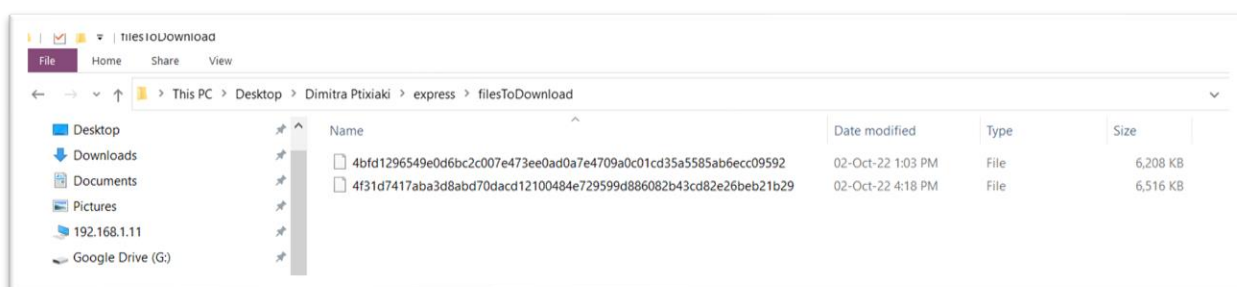 filesToDownload
File Home Share View
This PC > Desktop > Dimitra Ptixiaki > express > filesToDownload
Desktop
Downloads
Documents
Pictures
192.168.1.11
Google Drive (G:)
Name Date modified Type Size
4bfd1296549e0d6bc2c007e473ee0ad0a7e4709a0c01cd35a5585ab6ecc09592 02-Oct-22 1:03 PM File 6,208 KB
4f31d7417aba3d8abd70dacd12100484e729599d886082b43cd82e26beb21b29 02-Oct-22 4:18 PM File 6,516 KB